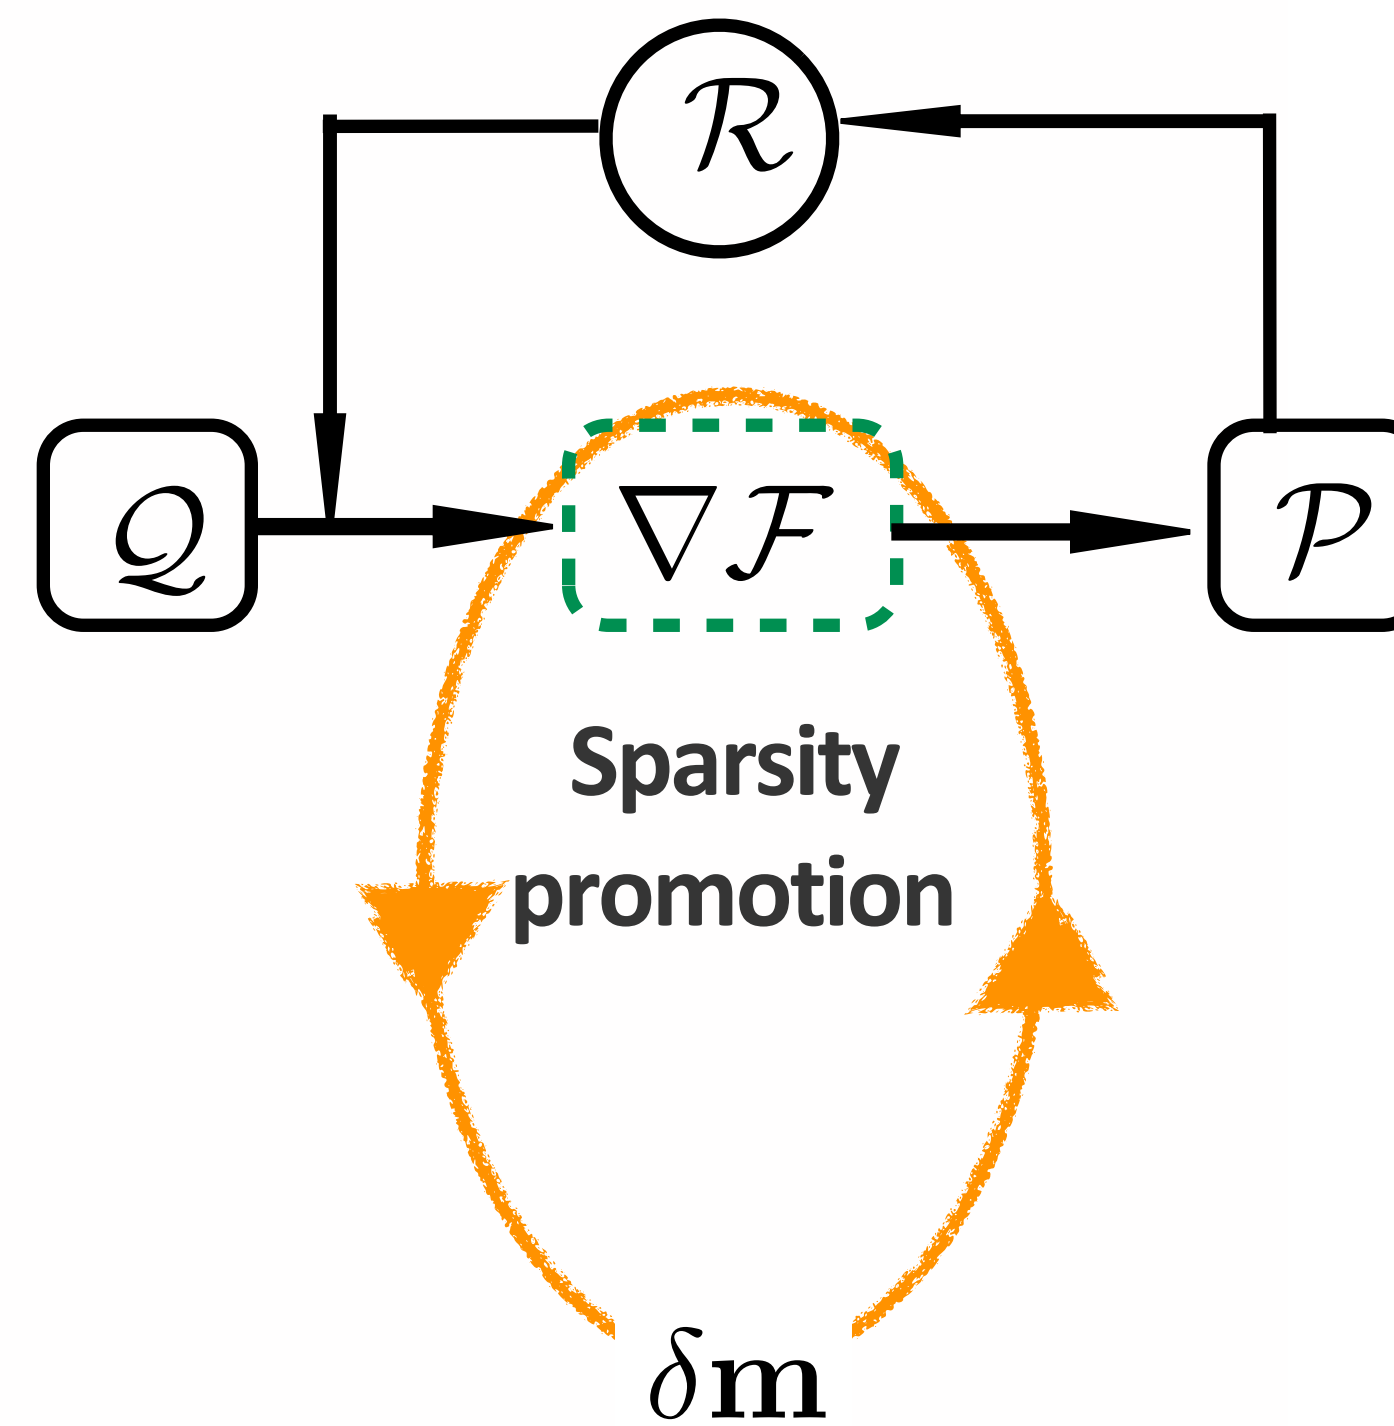 ℛ
𝒬
∇ℱ
𝒫
Sparsity
promotion
δ𝐦